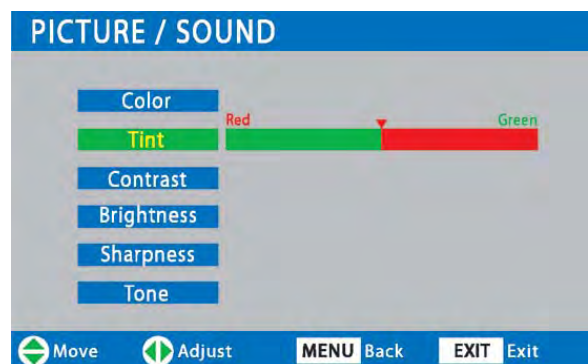 PICTURE / SOUND
Color
Red Green
Tint
Contrast
Brightness
Sharpness
Tone
Move Adjust MENU Back EXIT Exit